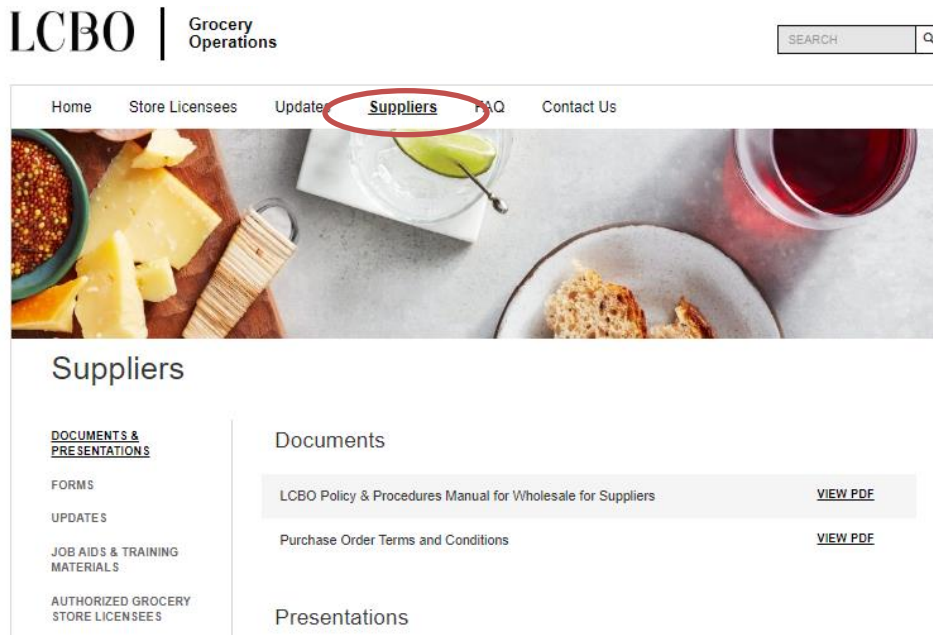 LCBO
Grocery
Operations
SEARCH
Home Store Licensees Updates Suppliers FAQ Contact Us
Suppliers
DOCUMENTS &
PRESENTATIONS
FORMS
UPDATES
JOB AIDS & TRAINING
MATERIALS
AUTHORIZED GROCERY
STORE LICENSEES
Documents
LCBO Policy & Procedures Manual for Wholesale for Suppliers VIEW PDF
Purchase Order Terms and Conditions VIEW PDF
Presentations